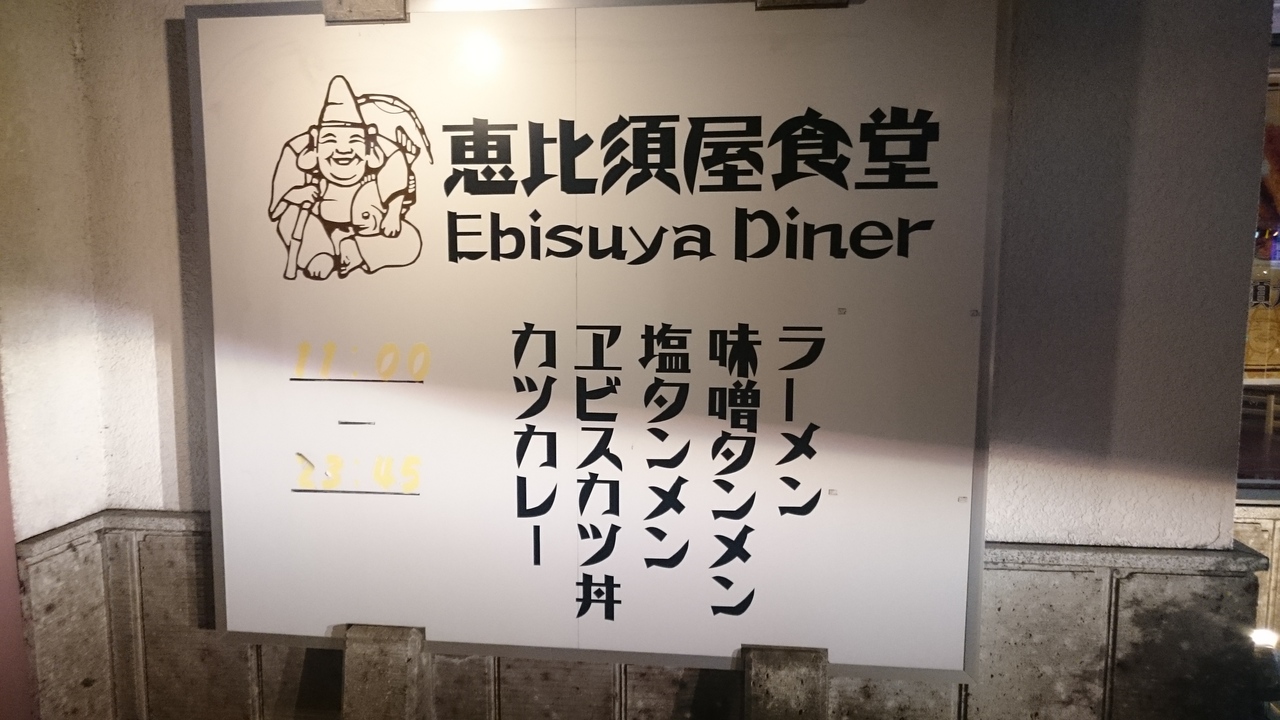 恵比須屋食堂
Ebisuya Diner
ラーメン
味噌タンメン
塩タンメン
ヱビスカツ丼
カツカレー
11:00
—
23:45